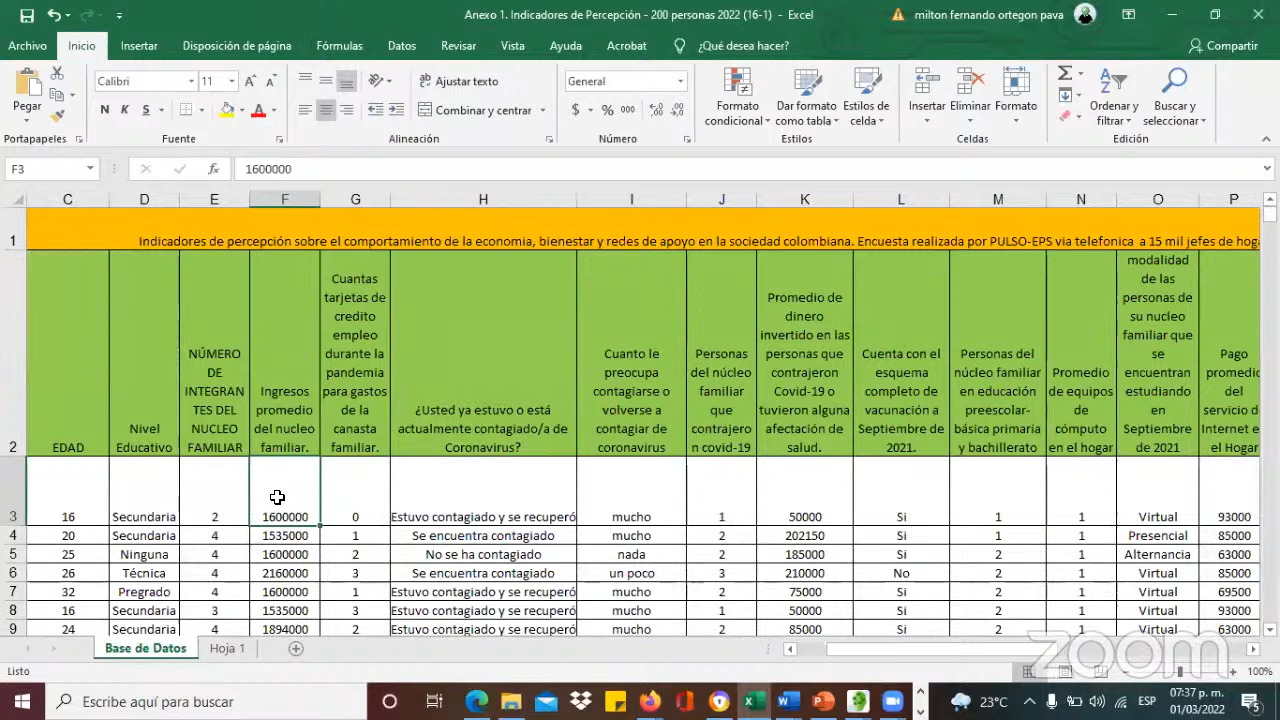 Anexo 1. Indicadores de Percepción - 200 personas 2022 (16-1) - Excel
milton fernando ortegon pava
Archivo Inicio Insertar Disposición de página Fórmulas Datos Revisar Vista Ayuda Acrobat ¿Qué desea hacer? Compartir
Pegar
Calibri 11
N K S
Ajustar texto
Combinar y centrar
General
$ % 000
Formato condicional
Dar formato como tabla
Estilos de celda
Insertar Eliminar Formato
Ordenar y filtrar
Buscar y seleccionar
Portapapeles Fuente Alineación Número Estilos Celdas Edición
F3 fx 1600000
C D E F G H I J K L M N O P
1 Indicadores de percepción sobre el comportamiento de la economia, bienestar y redes de apoyo en la sociedad colombiana. Encuesta realizada por PULSO-EPS via telefonica a 15 mil jefes de hoga
2
EDAD
Nivel
Educativo
NÚMERO
DE
INTEGRAN
TES DEL
NUCLEO
FAMILIAR
Ingresos
promedio
del nucleo
familiar.
Cuantas
tarjetas de
credito
empleo
durante la
pandemia
para gastos
de la
canasta
familiar.
¿Usted ya estuvo o está
actualmente contagiado/a de
Coronavirus?
Cuanto le
preocupa
contagiarse o
volverse a
contagiar de
coronavirus
Personas
del núcleo
familiar
que
contrajero
n covid-19
Promedio de
dinero
invertido en las
personas que
contrajeron
Covid-19 o
tuvieron alguna
afectación de
salud.
Cuenta con el
esquema
completo de
vacunación a
Septiembre de
2021.
Personas del
núcleo familiar
en educación
preescolar-
básica primaria
y bachillerato
Promedio
de equipos
de
cómputo
en el hogar
modalidad
de las
personas de
su nucleo
familiar que
se
encuentran
estudiando
en
Septiembre
de 2021
Pago
promedio
del
servicio d
Internet e
el Hogar
3 16 Secundaria 2 1600000 0 Estuvo contagiado y se recuperó mucho 1 50000 Si 1 1 Virtual 93000
4 20 Secundaria 4 1535000 1 Se encuentra contagiado mucho 2 202150 Si 1 1 Presencial 85000
5 25 Ninguna 4 1600000 2 No se ha contagiado nada 2 185000 Si 2 1 Alternancia 63000
6 26 Técnica 4 2160000 3 Se encuentra contagiado un poco 3 210000 No 2 1 Virtual 85000
7 32 Pregrado 4 1600000 1 Estuvo contagiado y se recuperó mucho 2 75000 Si 2 1 Virtual 69500
8 16 Secundaria 3 1535000 3 Estuvo contagiado y se recuperó mucho 1 50000 Si 2 1 Virtual 93000
9 24 Secundaria 4 1894000 2 Estuvo contagiado y se recuperó mucho 2 85000 Si 2 1 Virtual 63000
Base de Datos Hoja 1
Listo 100%
zoom
Escribe aquí para buscar 23°C ESP 07:37 p. m.
01/03/2022 5